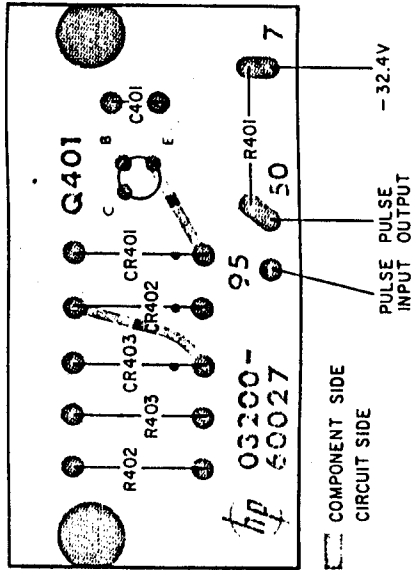 Q401
C
B
E
C401
CR401
CR402
CR403
R403
R402
R401
7
50
95
hp
03200-
60027
PULSE INPUT
PULSE OUTPUT
-32.4V
COMPONENT SIDE
CIRCUIT SIDE